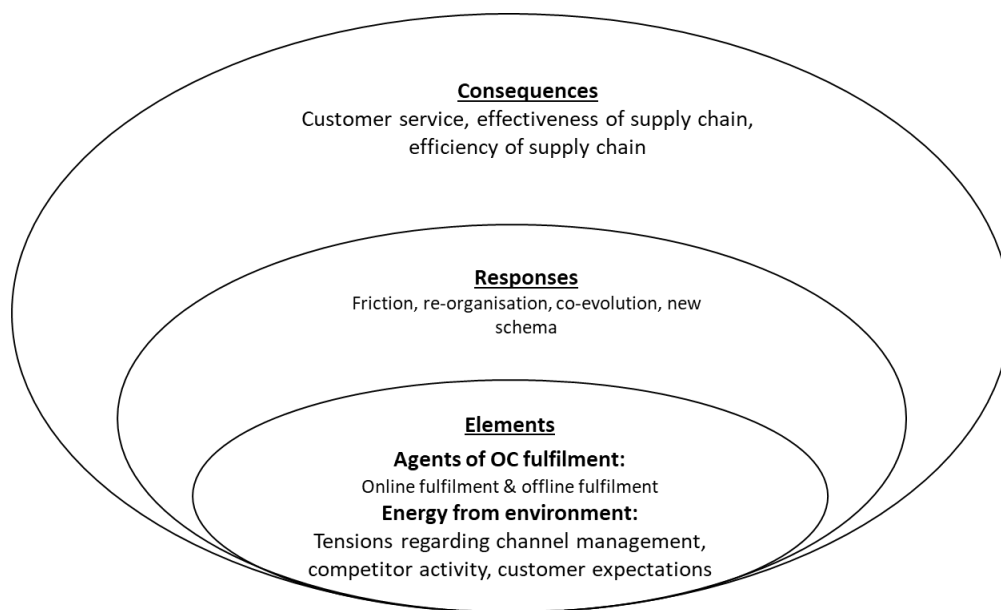 Consequences
Customer service, effectiveness of supply chain,
efficiency of supply chain
Responses
Friction, re-organisation, co-evolution, new
schema
Elements
Agents of OC fulfilment:
Online fulfilment & offline fulfilment
Energy from environment:
Tensions regarding channel management,
competitor activity, customer expectations